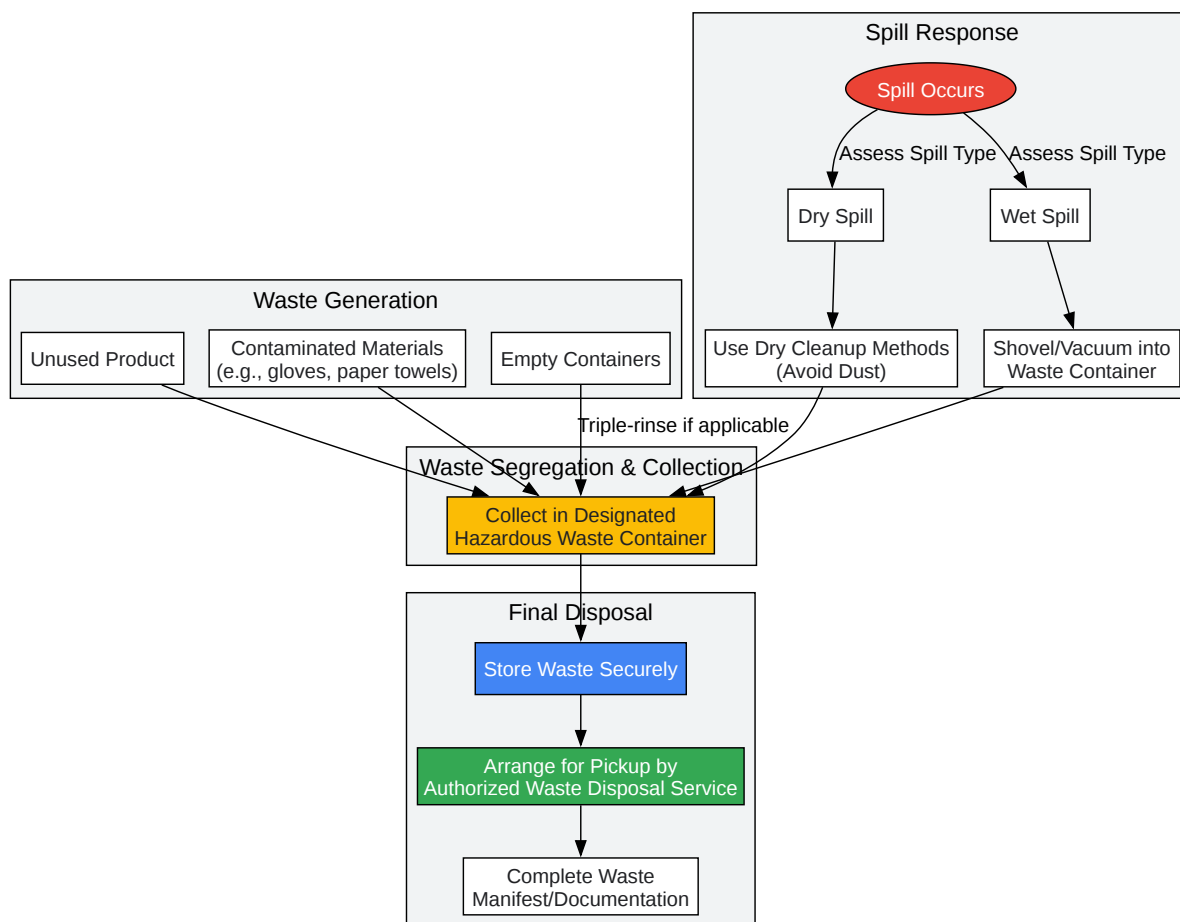 Spill Response
Spill Occurs
Assess Spill Type
Assess Spill Type
Dry Spill
Wet Spill
Waste Generation
Unused Product
Contaminated Materials
(e.g., gloves, paper towels)
Empty Containers
Use Dry Cleanup Methods
(Avoid Dust)
Shovel/Vacuum into
Waste Container
Triple-rinse if applicable
Waste Segregation & Collection
Collect in Designated
Hazardous Waste Container
Final Disposal
Store Waste Securely
Arrange for Pickup by
Authorized Waste Disposal Service
Complete Waste
Manifest/Documentation